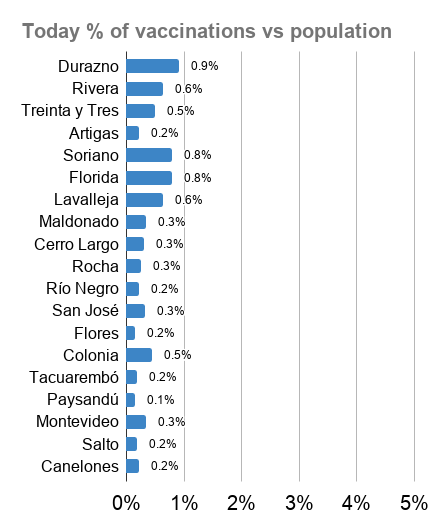 Today % of vaccinations vs population
Durazno 0.9%
Rivera 0.6%
Treinta y Tres 0.5%
Artigas 0.2%
Soriano 0.8%
Florida 0.8%
Lavalleja 0.6%
Maldonado 0.3%
Cerro Largo 0.3%
Rocha 0.3%
Río Negro 0.2%
San José 0.3%
Flores 0.2%
Colonia 0.5%
Tacuarembó 0.2%
Paysandú 0.1%
Montevideo 0.3%
Salto 0.2%
Canelones 0.2%
0% 1% 2% 3% 4% 5%